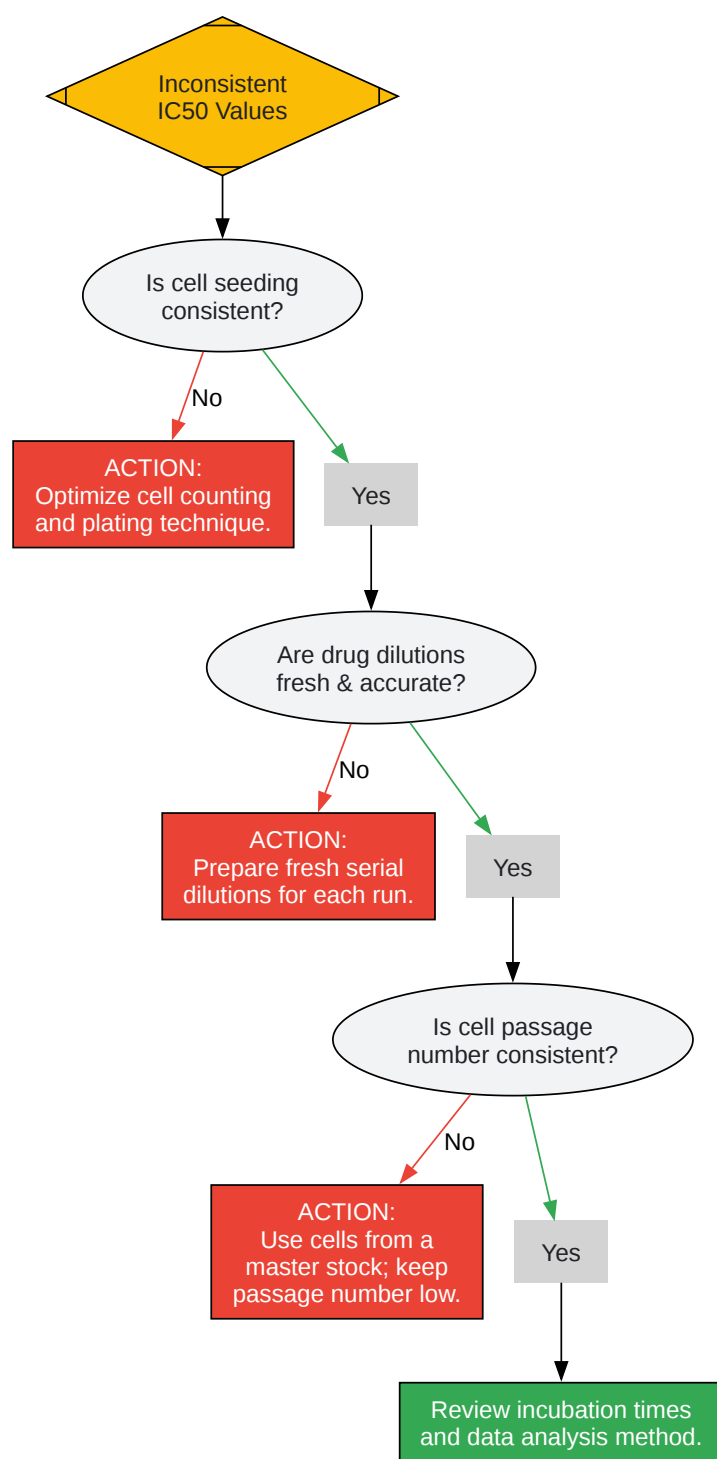 Inconsistent
IC50 Values
Is cell seeding
consistent?
No
ACTION:
Optimize cell counting
and plating technique.
Yes
Are drug dilutions
fresh & accurate?
No
ACTION:
Prepare fresh serial
dilutions for each run.
Yes
Is cell passage
number consistent?
No
ACTION:
Use cells from a
master stock; keep
passage number low.
Yes
Review incubation times
and data analysis method.